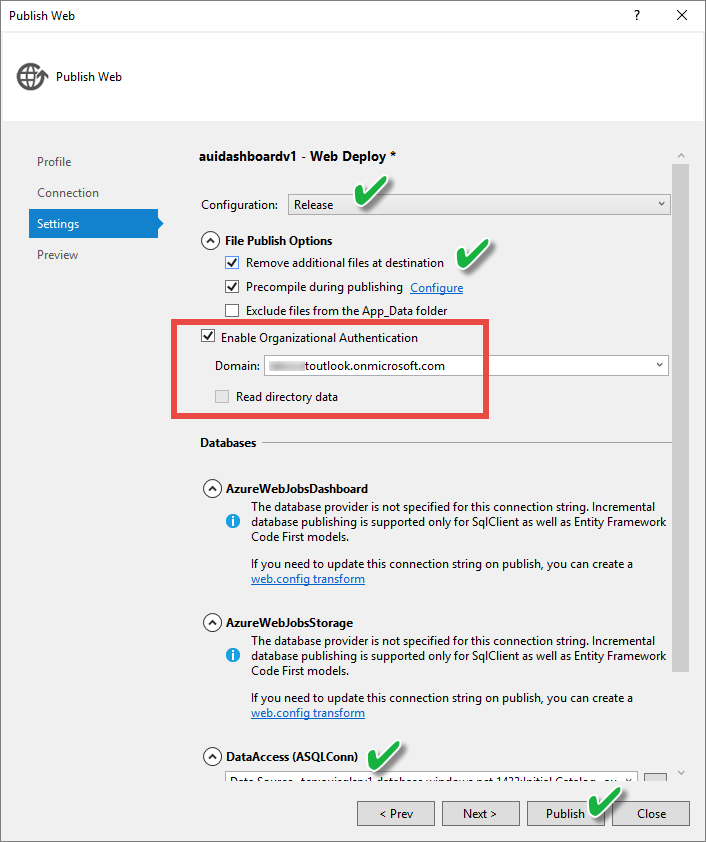 Publish Web
?
Publish Web
Profile
Connection
Settings
Preview
auidashboardv1 - Web Deploy *
Configuration: Release
File Publish Options
Remove additional files at destination
Precompile during publishing Configure
Exclude files from the App_Data folder
Enable Organizational Authentication
Domain: toutlook.onmicrosoft.com
Read directory data
Databases
AzureWebJobsDashboard
The database provider is not specified for this connection string. Incremental
database publishing is supported only for SqlClient as well as Entity Framework
Code First models.
If you need to update this connection string on publish, you can create a
web.config transform
AzureWebJobsStorage
The database provider is not specified for this connection string. Incremental
database publishing is supported only for SqlClient as well as Entity Framework
Code First models.
If you need to update this connection string on publish, you can create a
web.config transform
DataAccess (ASQLConn)
< Prev
Next >
Publish
Close